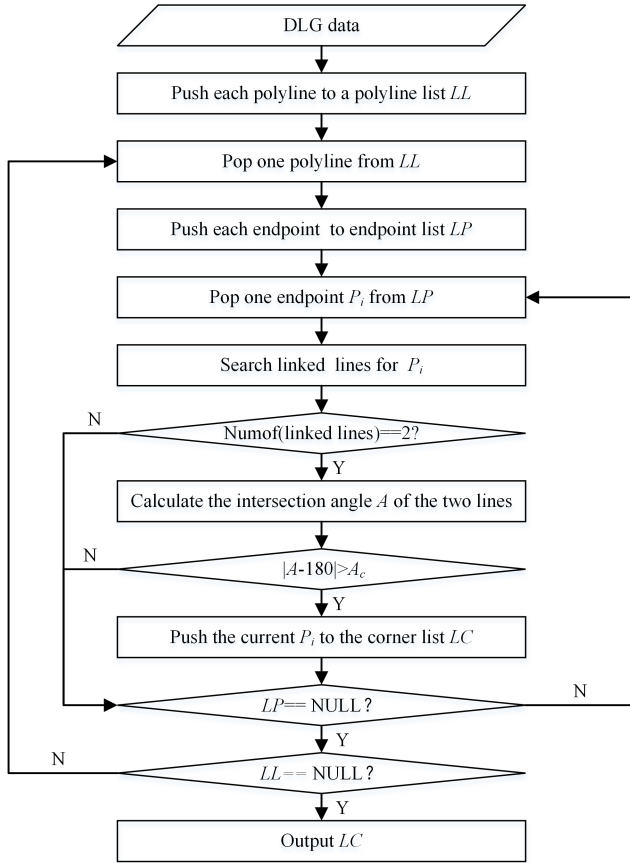 DLG data
Push each polyline to a polyline list LL
Pop one polyline from LL
Push each endpoint to endpoint list LP
Pop one endpoint Pi from LP
Search linked lines for Pi
N
Numof(linked lines)==2?
Y
Calculate the intersection angle A of the two lines
N
|A-180|>Ac
Y
Push the current Pi to the corner list LC
LP== NULL?
N
Y
N
LL== NULL?
Y
Output LC